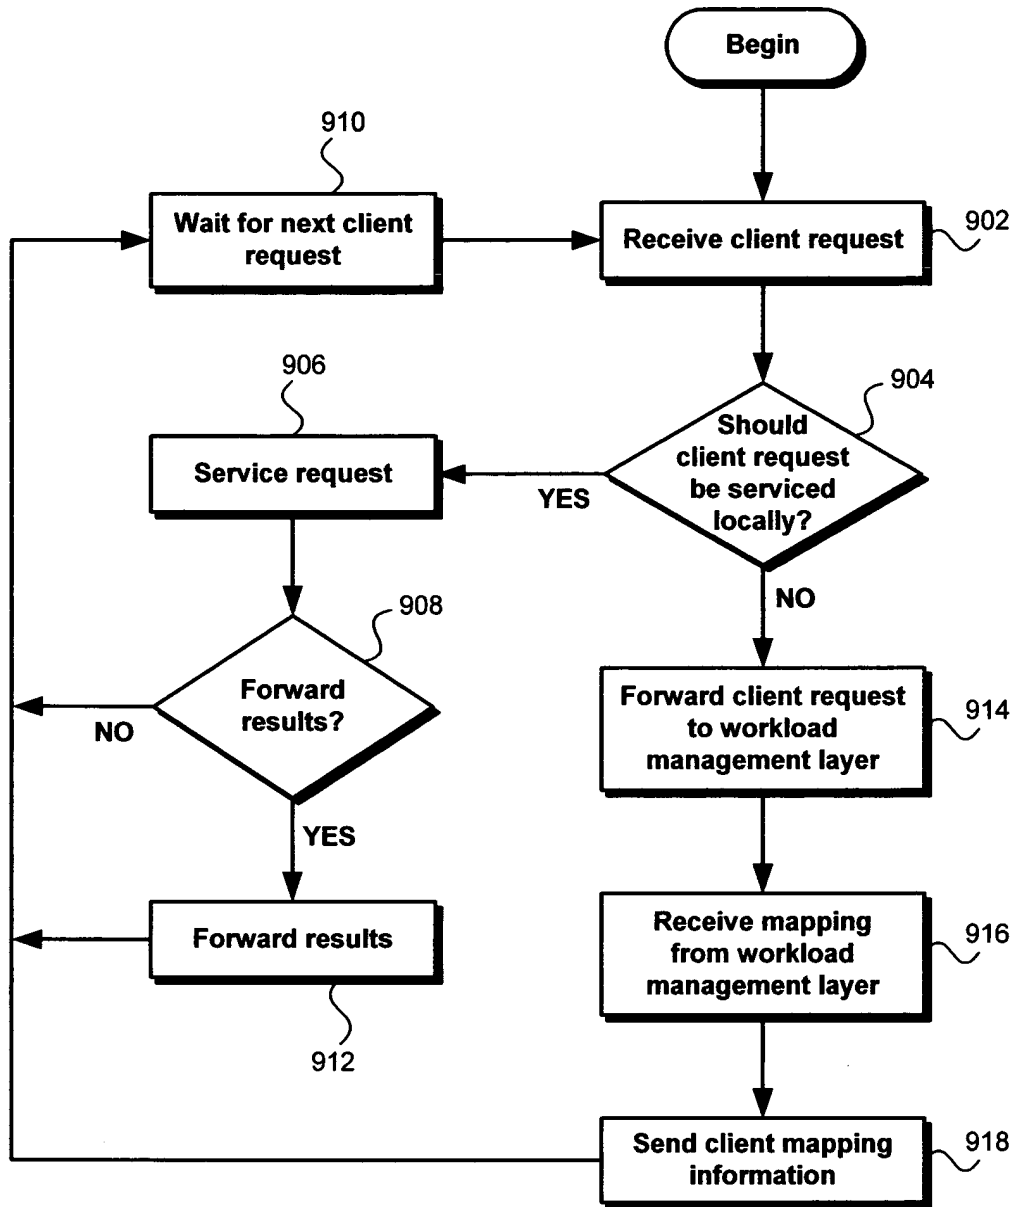 Begin
910
Wait for next client
request
Receive client request
902
906
904
Should
client request
be serviced
locally?
Service request
YES
NO
908
Forward
results?
NO
YES
Forward client request
to workload
management layer
914
Forward results
912
Receive mapping
from workload
management layer
916
Send client mapping
information
918